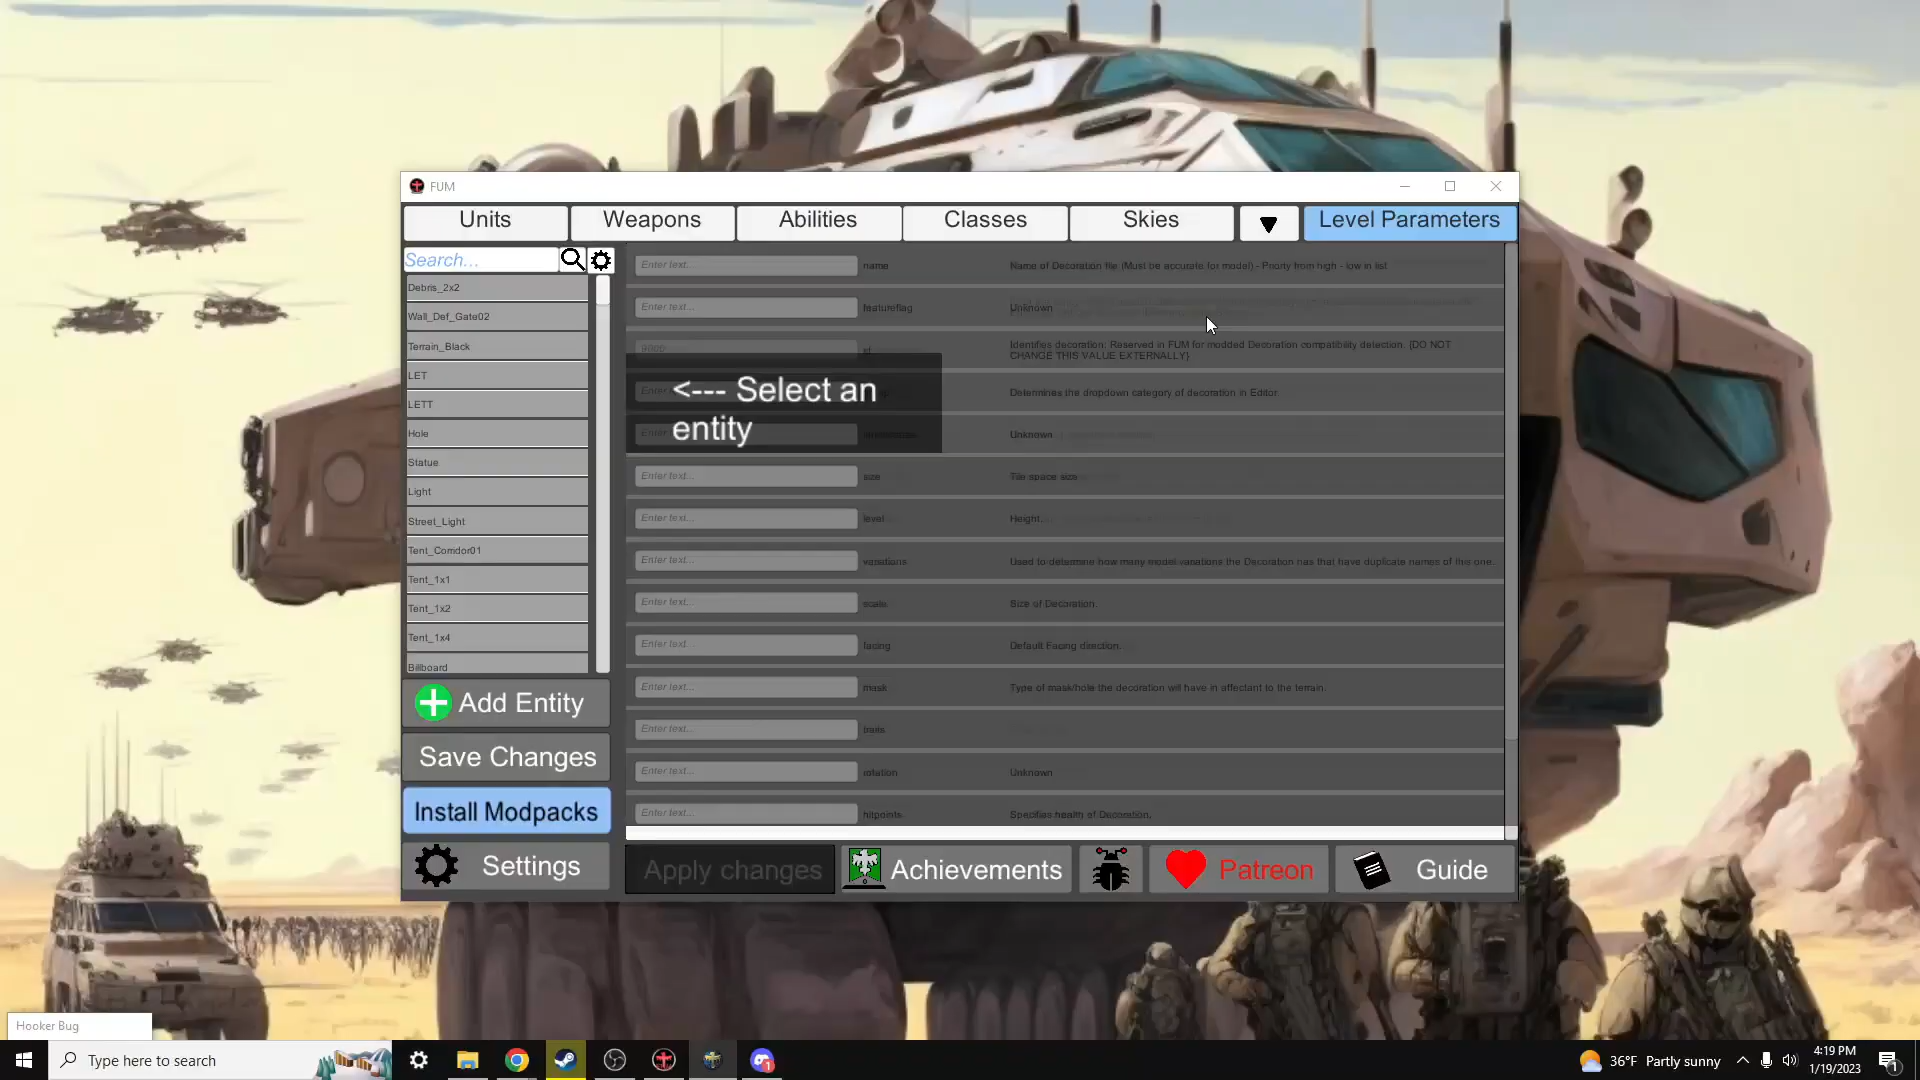 FUM
Units
Weapons
Abilities
Classes
Skies
▼
Level Parameters
Search...
Debris_2x2
Wall_Def_Gate02
Terrain_Black
LET
LETT
Hole
Statue
Light
Street_Light
Tent_Corridor01
Tent_1x1
Tent_1x2
Tent_1x4
Billboard
Add Entity
Save Changes
Install Modpacks
Settings
Enter text... name Name of Decoration file (Must be accurate for model) - Priority from high - low in list
Enter text... featureflag Unknown
id Identifies decoration: Reserved in FUM for modded Decoration compatibility detection. (DO NOT
CHANGE THIS VALUE EXTERNALLY)
Determines the dropdown category of decoration in Editor
Unknown
<--- Select an
entity
Enter text... size Tile space size
Enter text... level Height...
Enter text... variations Used to determine how many model variations the Decoration has that have duplicate names of the one.
Enter text... scale Size of Decoration.
Enter text... facing Default Facing direction.
Enter text... mask Type of mask/hole the decoration will have in affectant to the terrain.
Enter text... traits
Enter text... rotation Unknown
Enter text... hitpoints Specifies health of Decoration.
Apply changes
Achievements
Patreon
Guide
Hooker Bug
Type here to search
36°F Partly sunny
4:19 PM
1/19/2023
1
1